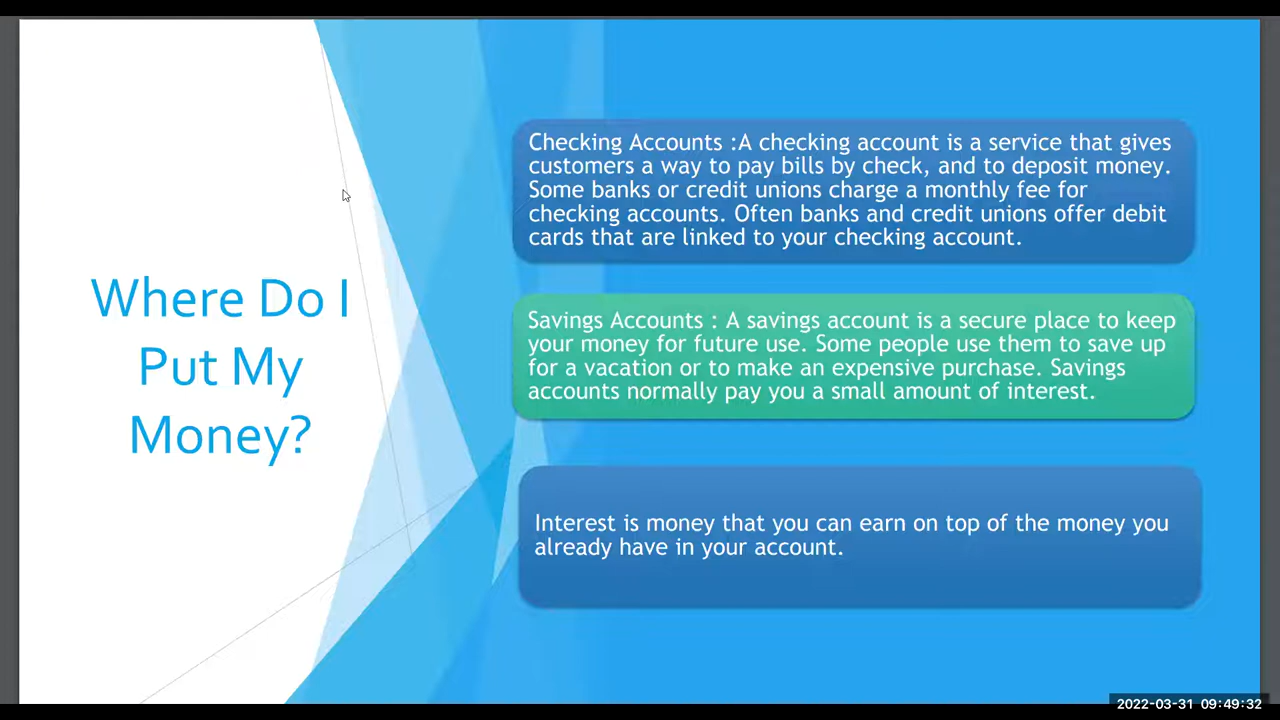 Where Do I
Put My
Money?
Checking Accounts :A checking account is a service that gives
customers a way to pay bills by check, and to deposit money.
Some banks or credit unions charge a monthly fee for
checking accounts. Often banks and credit unions offer debit
cards that are linked to your checking account.
Savings Accounts : A savings account is a secure place to keep
your money for future use. Some people use them to save up
for a vacation or to make an expensive purchase. Savings
accounts normally pay you a small amount of interest.
Interest is money that you can earn on top of the money you
already have in your account.
2022-03-31 09:49:32